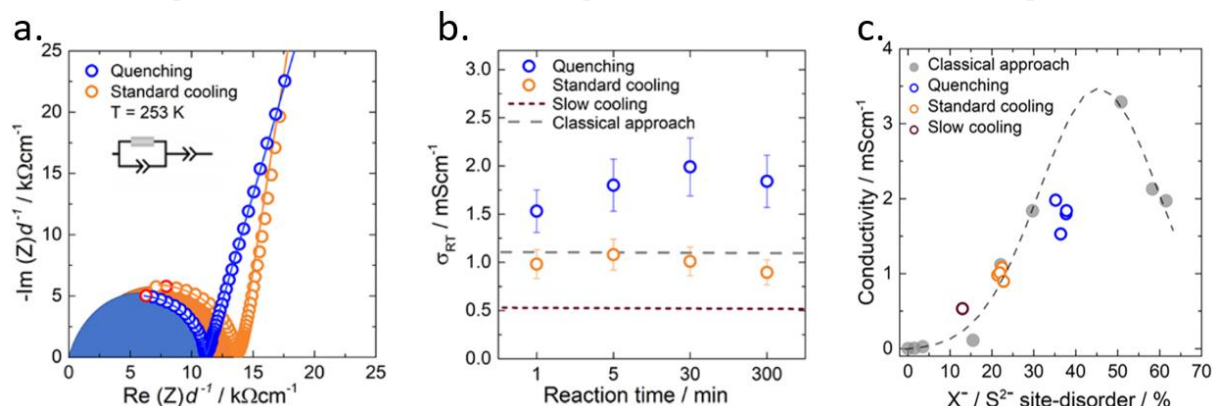 a.
25
20
15
10
5
0
-Im (Z)d⁻¹ / kΩcm⁻¹
Quenching
Standard cooling
T = 253 K
0 5 10 15 20 25
Re (Z)d⁻¹ / kΩcm⁻¹
b.
3.0
2.5
2.0
1.5
1.0
0.5
0.0
σRT / mScm⁻¹
Quenching
Standard cooling
Slow cooling
Classical approach
1 5 30 300
Reaction time / min
c.
4
3
2
1
0
Conductivity / mScm⁻¹
Classical approach
Quenching
Standard cooling
Slow cooling
0 10 20 30 40 50 60 70
X⁻ / S²⁻ site-disorder / %